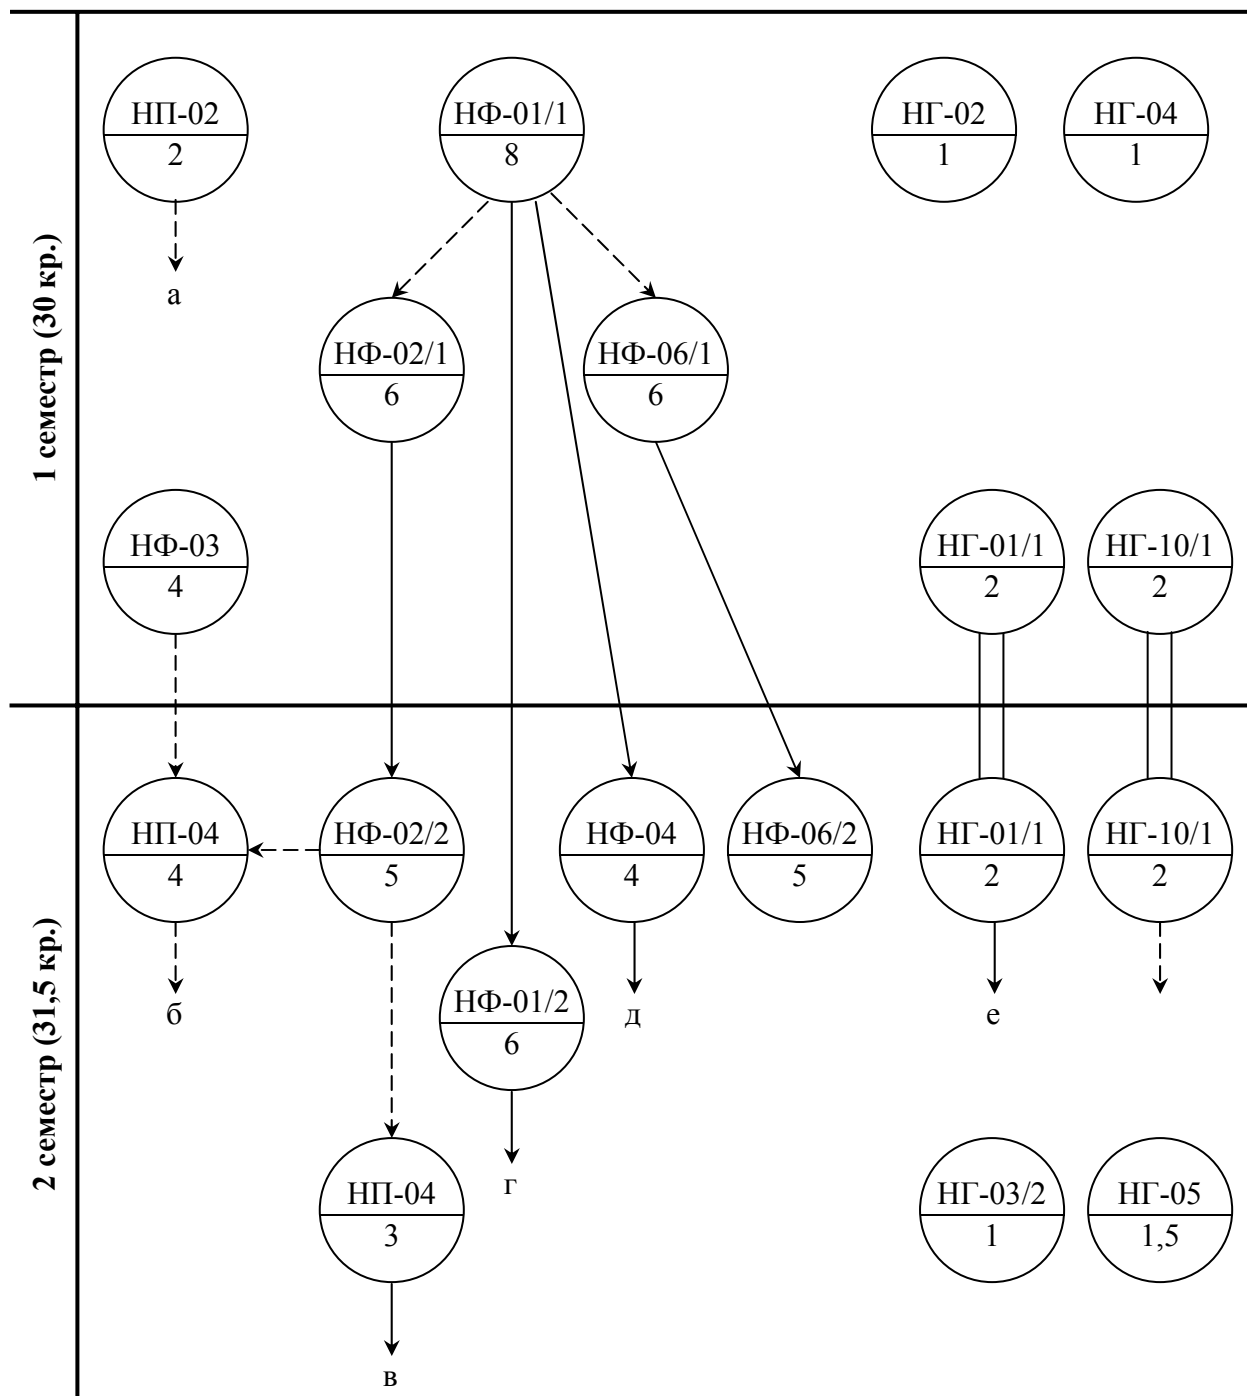 1 семестр (30 кр.)
НП-02
2
НФ-01/1
8
НГ-02
1
НГ-04
1
а
НФ-02/1
6
НФ-06/1
6
НФ-03
4
НГ-01/1
2
НГ-10/1
2
2 семестр (31,5 кр.)
НП-04
4
НФ-02/2
5
НФ-04
4
НФ-06/2
5
НГ-01/1
2
НГ-10/1
2
б
НФ-01/2
6
д
е
НП-04
3
г
НГ-03/2
1
НГ-05
1,5
в